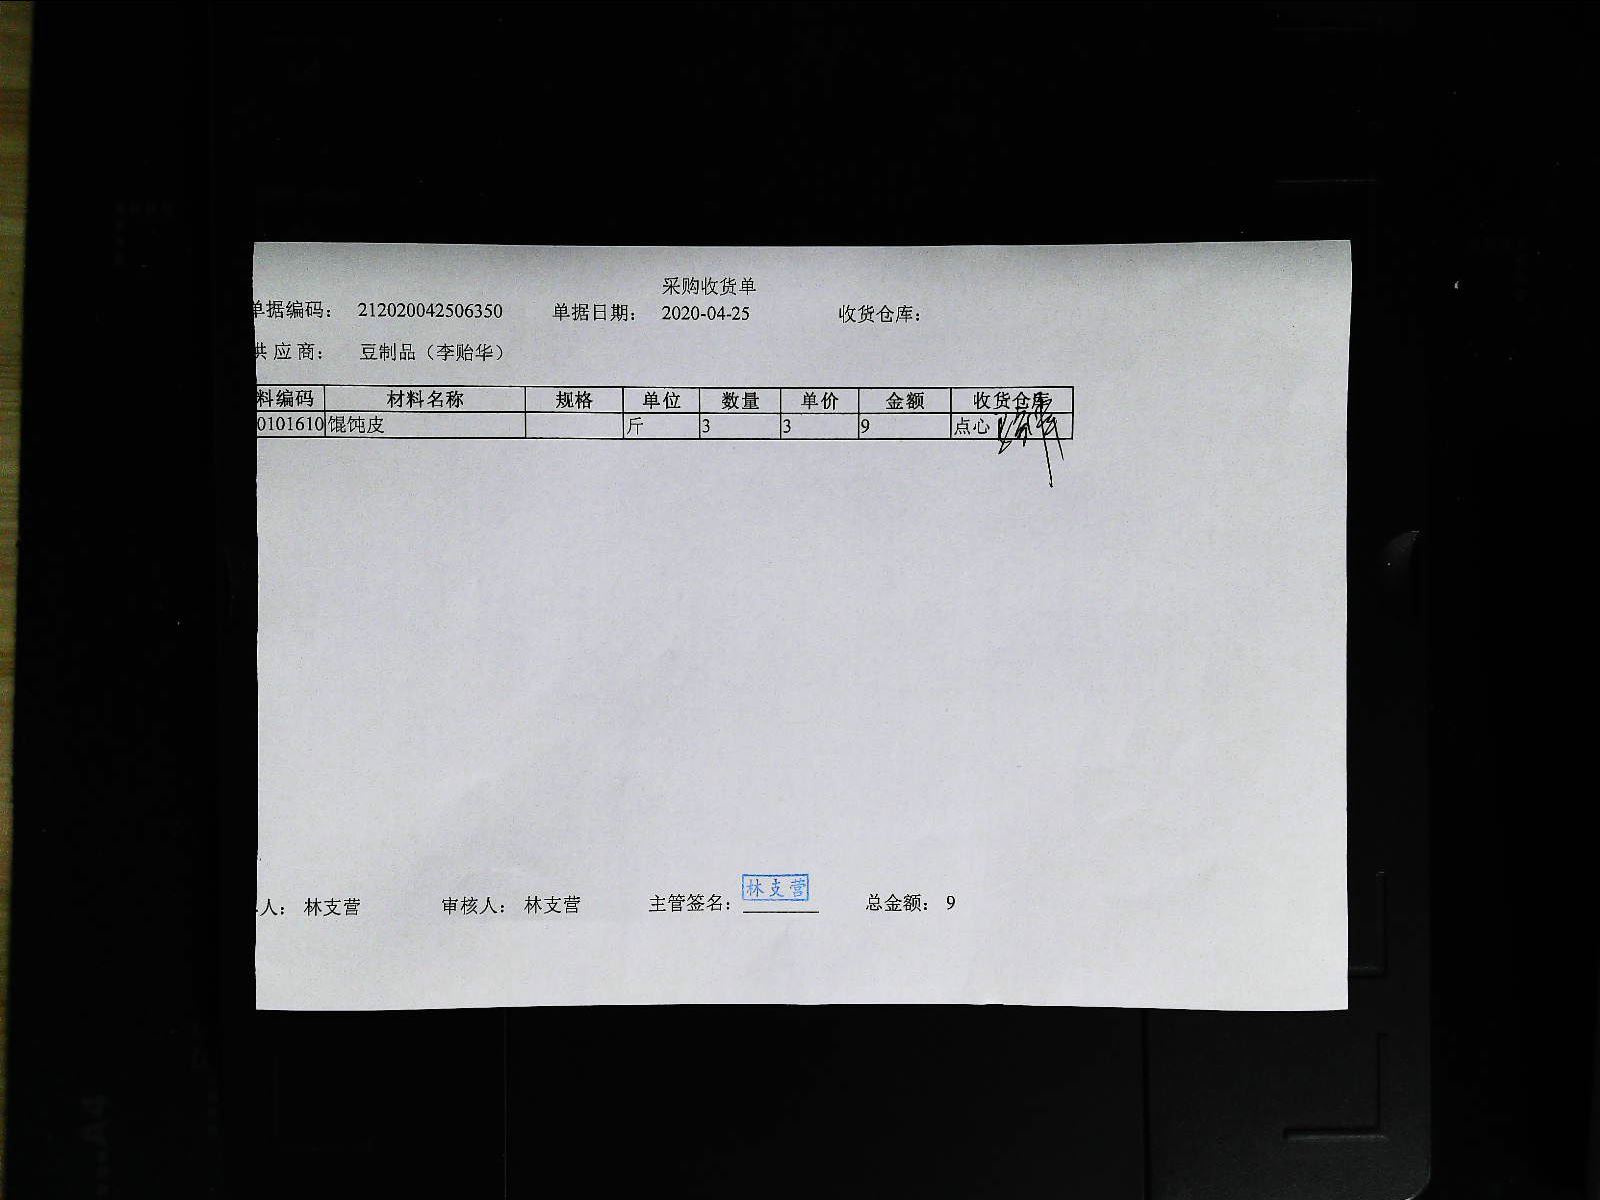 采购收货单
单据编码： 212020042506350 单据日期： 2020-04-25 收货仓库：
供应商： 豆制品（李贻华）
料编码 材料名称 规格 单位 数量 单价 金额 收货仓库
0101610 馄饨皮 斤 3 3 9 点心
人： 林支营 审核人： 林支营 主管签名： 林支营 总金额： 9